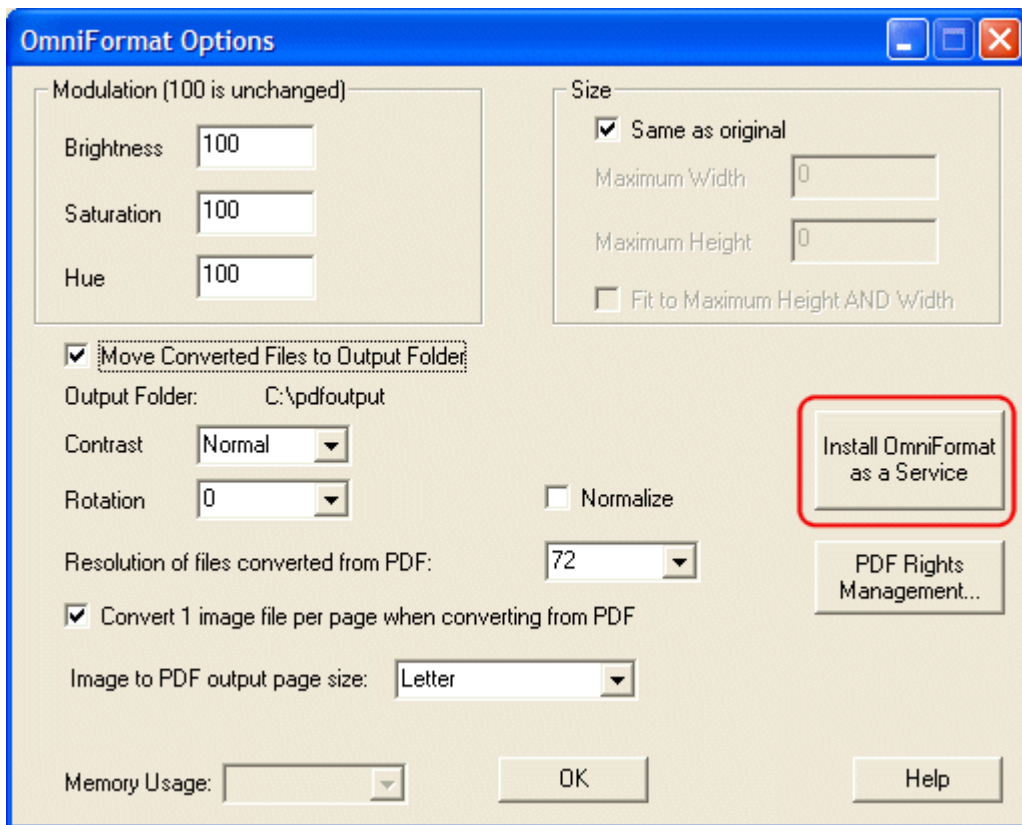 OmniFormat Options
Modulation (100 is unchanged)
Brightness 100
Saturation 100
Hue 100
Size
Same as original
Maximum Width 0
Maximum Height 0
Fit to Maximum Height AND Width
Move Converted Files to Output Folder
Output Folder: C:\pdfoutput
Contrast Normal
Rotation 0
Normalize
Install OmniFormat
as a Service
Resolution of files converted from PDF: 72
PDF Rights
Management...
Convert 1 image file per page when converting from PDF
Image to PDF output page size: Letter
Memory Usage:
OK
Help